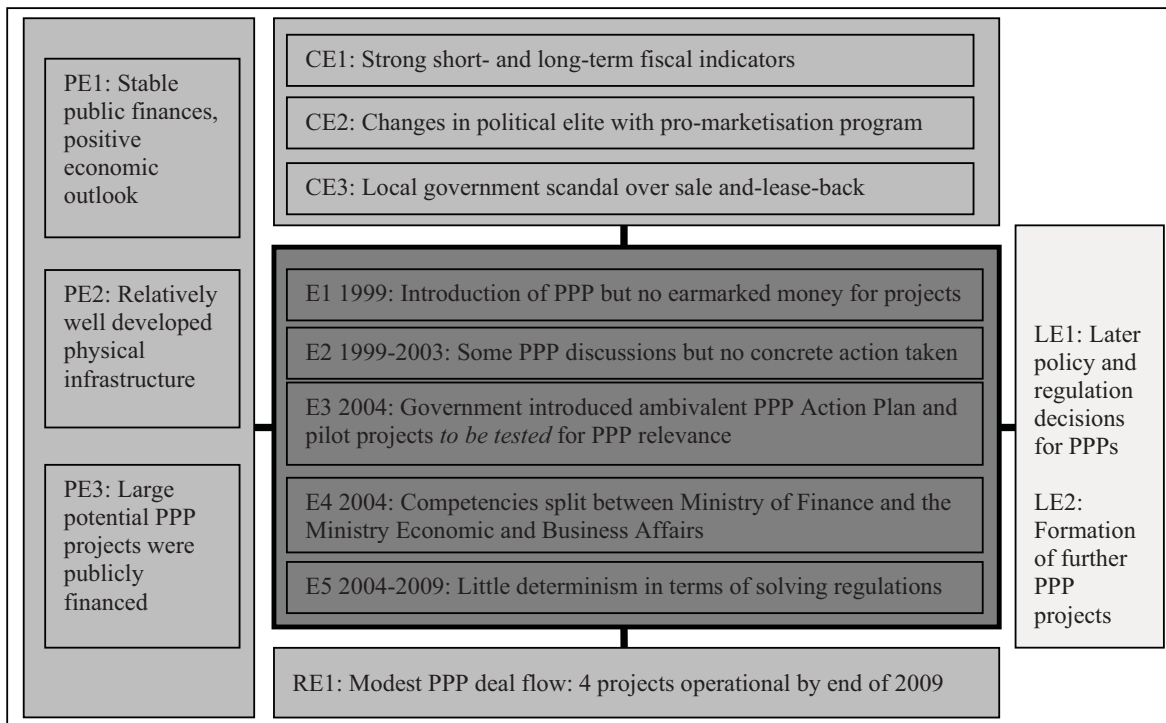 PE1: Stable
public finances,
positive
economic
outlook
PE2: Relatively
well developed
physical
infrastructure
PE3: Large
potential PPP
projects were
publicly
financed
CE1: Strong short- and long-term fiscal indicators
CE2: Changes in political elite with pro-marketisation program
CE3: Local government scandal over sale and-lease-back
E1 1999: Introduction of PPP but no earmarked money for projects
E2 1999-2003: Some PPP discussions but no concrete action taken
E3 2004: Government introduced ambivalent PPP Action Plan and
pilot projects to be tested for PPP relevance
E4 2004: Competencies split between Ministry of Finance and the
Ministry Economic and Business Affairs
E5 2004-2009: Little determinism in terms of solving regulations
RE1: Modest PPP deal flow: 4 projects operational by end of 2009
LE1: Later
policy and
regulation
decisions
for PPPs
LE2:
Formation
of further
PPP
projects